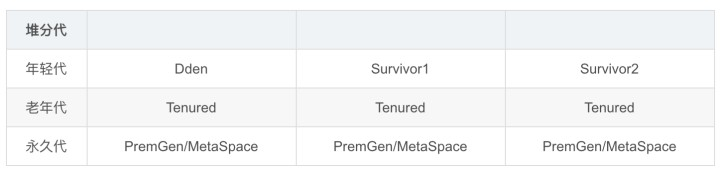 堆分代
年轻代 Dden Survivor1 Survivor2
老年代 Tenured Tenured Tenured
永久代 PremGen/MetaSpace PremGen/MetaSpace PremGen/MetaSpace